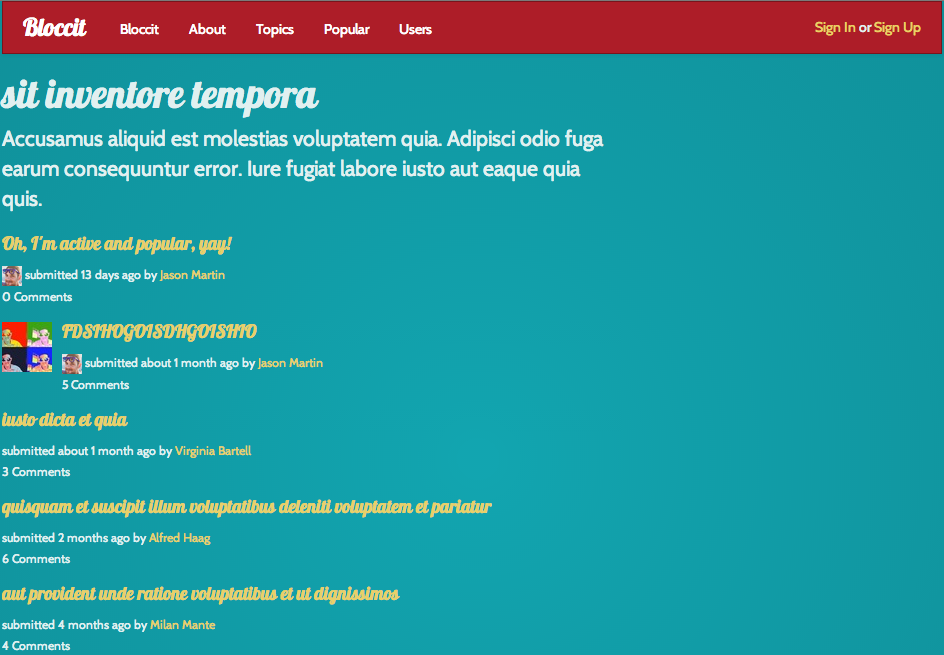 Bloccit Bloccit About Topics Popular Users Sign In or Sign Up
sit inventore tempora
Accusamus aliquid est molestias voluptatem quia. Adipisci odio fuga
earum consequuntur error. Iure fugiat labore iusto aut eaque quia
quis.
Oh, I'm active and popular, yay!
submitted 13 days ago by Jason Martin
0 Comments
FDSIHOGOISDHGOISHIO
submitted about 1 month ago by Jason Martin
5 Comments
iusto dicta et quia
submitted about 1 month ago by Virginia Bartell
3 Comments
quisquam et suscipit illum voluptatibus deleniti voluptatem et pariatur
submitted 2 months ago by Alfred Haag
6 Comments
aut provident unde ratione voluptatibus et ut dignissimos
submitted 4 months ago by Milan Mante
4 Comments